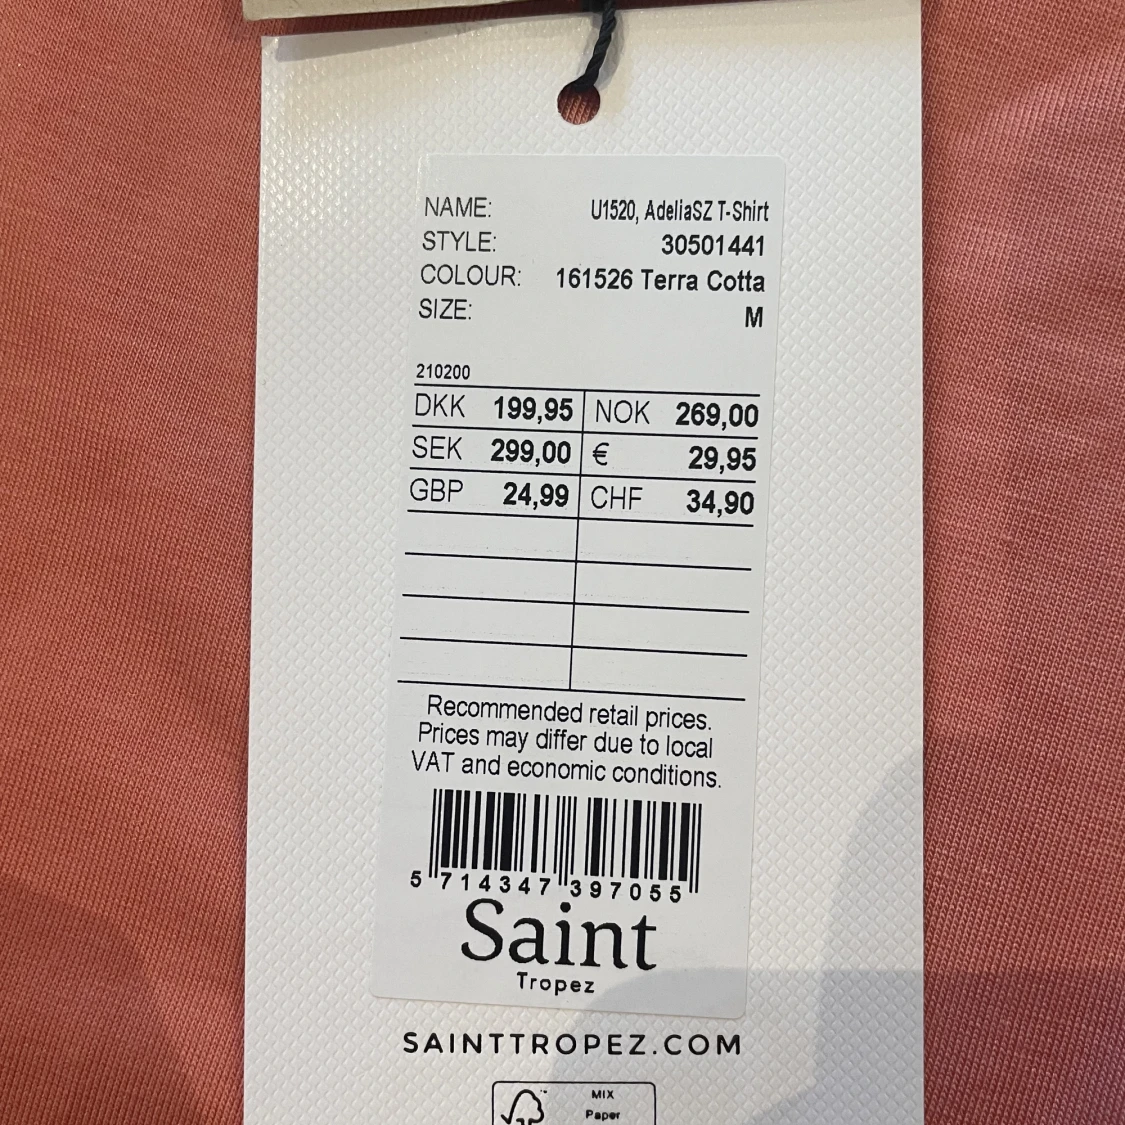 NAME: U1520, AdeliaSZ T-Shirt
STYLE: 30501441
COLOUR: 161526 Terra Cotta
SIZE: M
210200
DKK 199,95 NOK 269,00
SEK 299,00 € 29,95
GBP 24,99 CHF 34,90
Recommended retail prices.
Prices may differ due to local
VAT and economic conditions.
5 714347 397055
Saint
Tropez
SAINTTROPEZ.COM
MIX
Paper